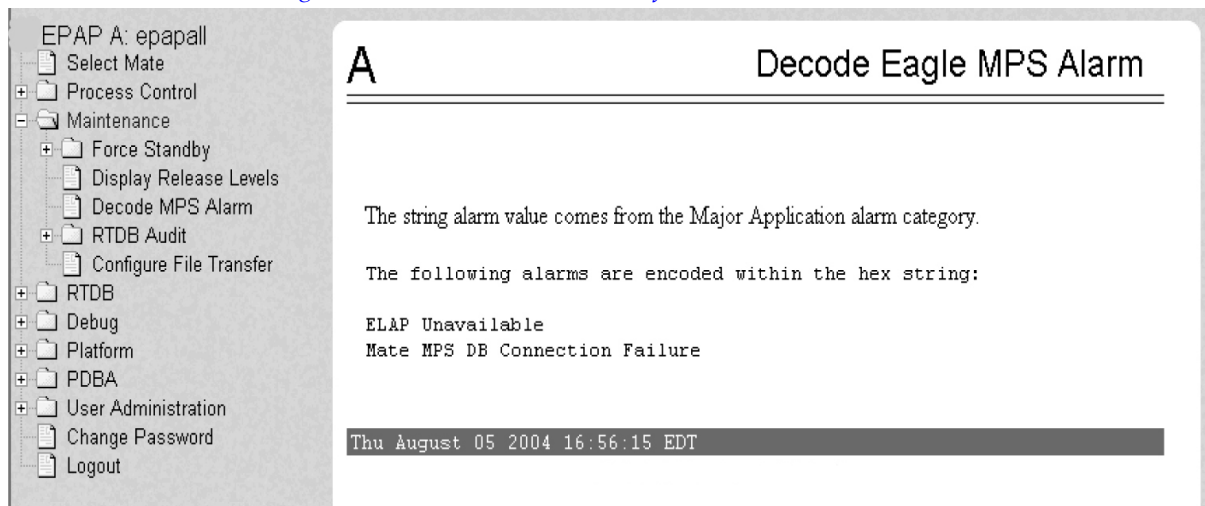 EPAP A: epapall
Select Mate
Process Control
Maintenance
Force Standby
Display Release Levels
Decode MPS Alarm
RTDB Audit
Configure File Transfer
RTDB
Debug
Platform
PDBA
User Administration
Change Password
Logout
A
Decode Eagle MPS Alarm
The string alarm value comes from the Major Application alarm category.
The following alarms are encoded within the hex string:
ELAP Unavailable
Mate MPS DB Connection Failure
Thu August 05 2004 16:56:15 EDT